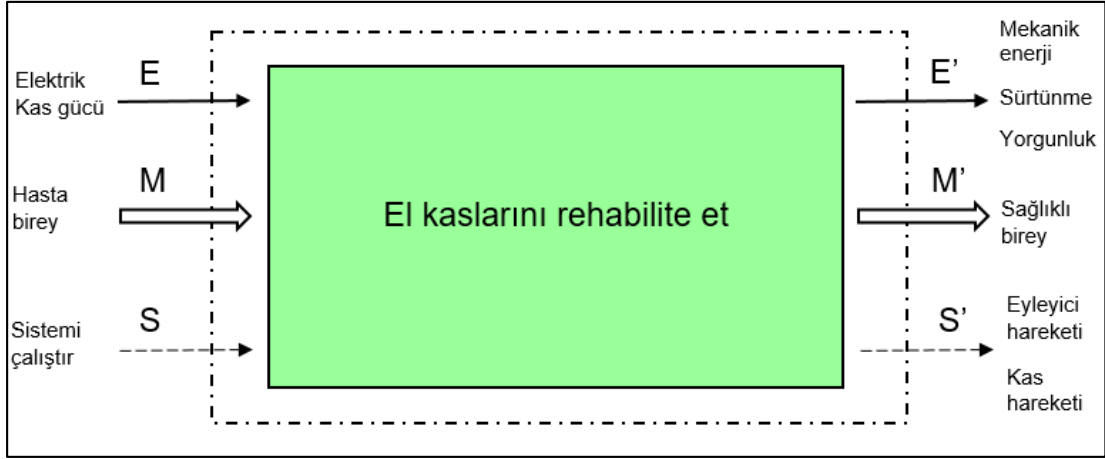 Elektrik
Kas gücü
E
Hasta
birey
M
Sistemi
çalıştır
S
El kaslarını rehabilite et
E’
Mekanik
enerji
Sürtünme
Yorgunluk
M’
Sağlıklı
birey
S’
Eyleyici
hareketi
Kas
hareketi